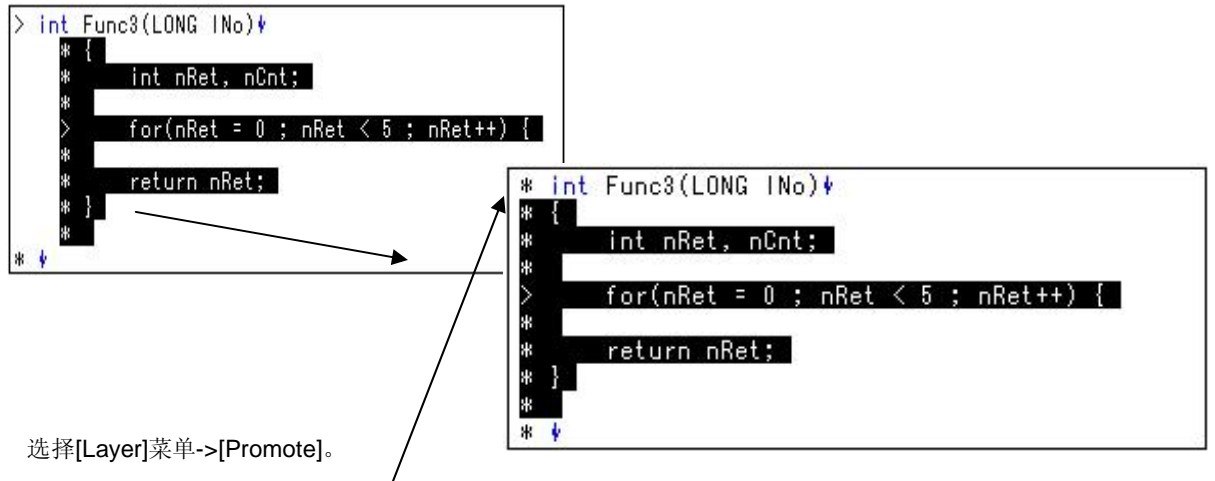 > int Func3(LONG lNo)↓
* {
* int nRet, nCnt;
*
> for(nRet = 0 ; nRet < 5 ; nRet++) {
*
* return nRet;
* }
*
* ↓
* int Func3(LONG lNo)↓
* {
* int nRet, nCnt;
*
> for(nRet = 0 ; nRet < 5 ; nRet++) {
*
* return nRet;
* }
*
* ↓
选择[Layer]菜单->[Promote]。